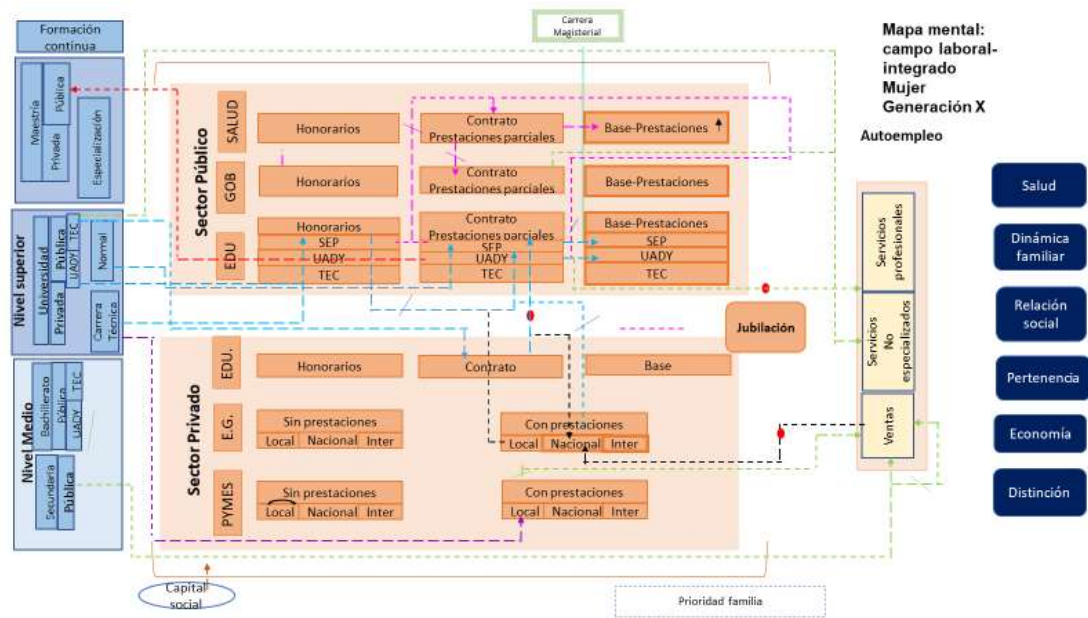 Formación
continua
Maestría
Pública
Privada
Especialización
Nivel superior
Universidad
Pública
UADY
TEC
Privada
Normal
Carrera
Técnica
Nivel Medio
Bachillerato
Pública
UADY
TEC
Secundaria
Pública
Capital
social
Carrera
Magisterial
Sector Público
SALUD
Honorarios
Contrato
Prestaciones parciales
Base-Prestaciones
GOB
Honorarios
Contrato
Prestaciones parciales
Base-Prestaciones
EDU
Honorarios
SEP
UADY
TEC
Contrato
Prestaciones parciales
SEP
UADY
TEC
Base-Prestaciones
SEP
UADY
TEC
Jubilación
Sector Privado
EDU.
Honorarios
Contrato
Base
E.G.
Sin prestaciones
Local Nacional Inter
Con prestaciones
Local Nacional Inter
PYMES
Sin prestaciones
Local Nacional Inter
Con prestaciones
Local Nacional Inter
Prioridad familia
Mapa mental:
campo laboral-
integrado
Mujer
Generación X
Autoempleo
Servicios
profesionales
Servicios
No
especializados
Ventas
Salud
Dinámica
familiar
Relación
social
Pertenencia
Economía
Distinción